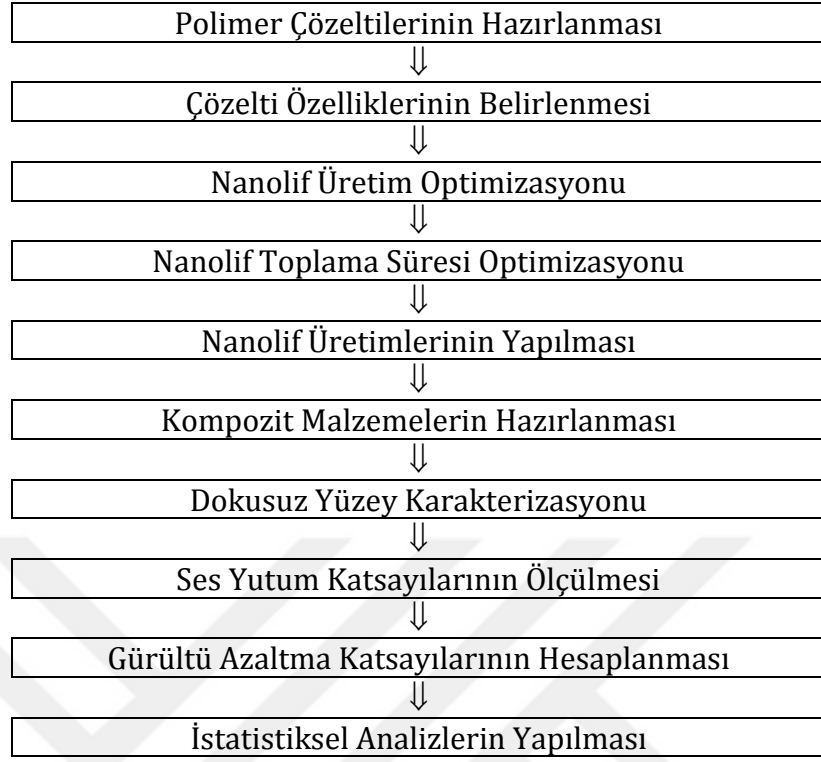 Polimer Çözeltilerinin Hazırlanması
⇓
Çözelti Özelliklerinin Belirlenmesi
⇓
Nanolif Üretim Optimizasyonu
⇓
Nanolif Toplama Süresi Optimizasyonu
⇓
Nanolif Üretimlerinin Yapılması
⇓
Kompozit Malzemelerin Hazırlanması
⇓
Dokusuz Yüzey Karakterizasyonu
⇓
Ses Yutum Katsayılarının Ölçülmesi
⇓
Gürültü Azaltma Katsayılarının Hesaplanması
⇓
İstatistiksel Analizlerin Yapılması